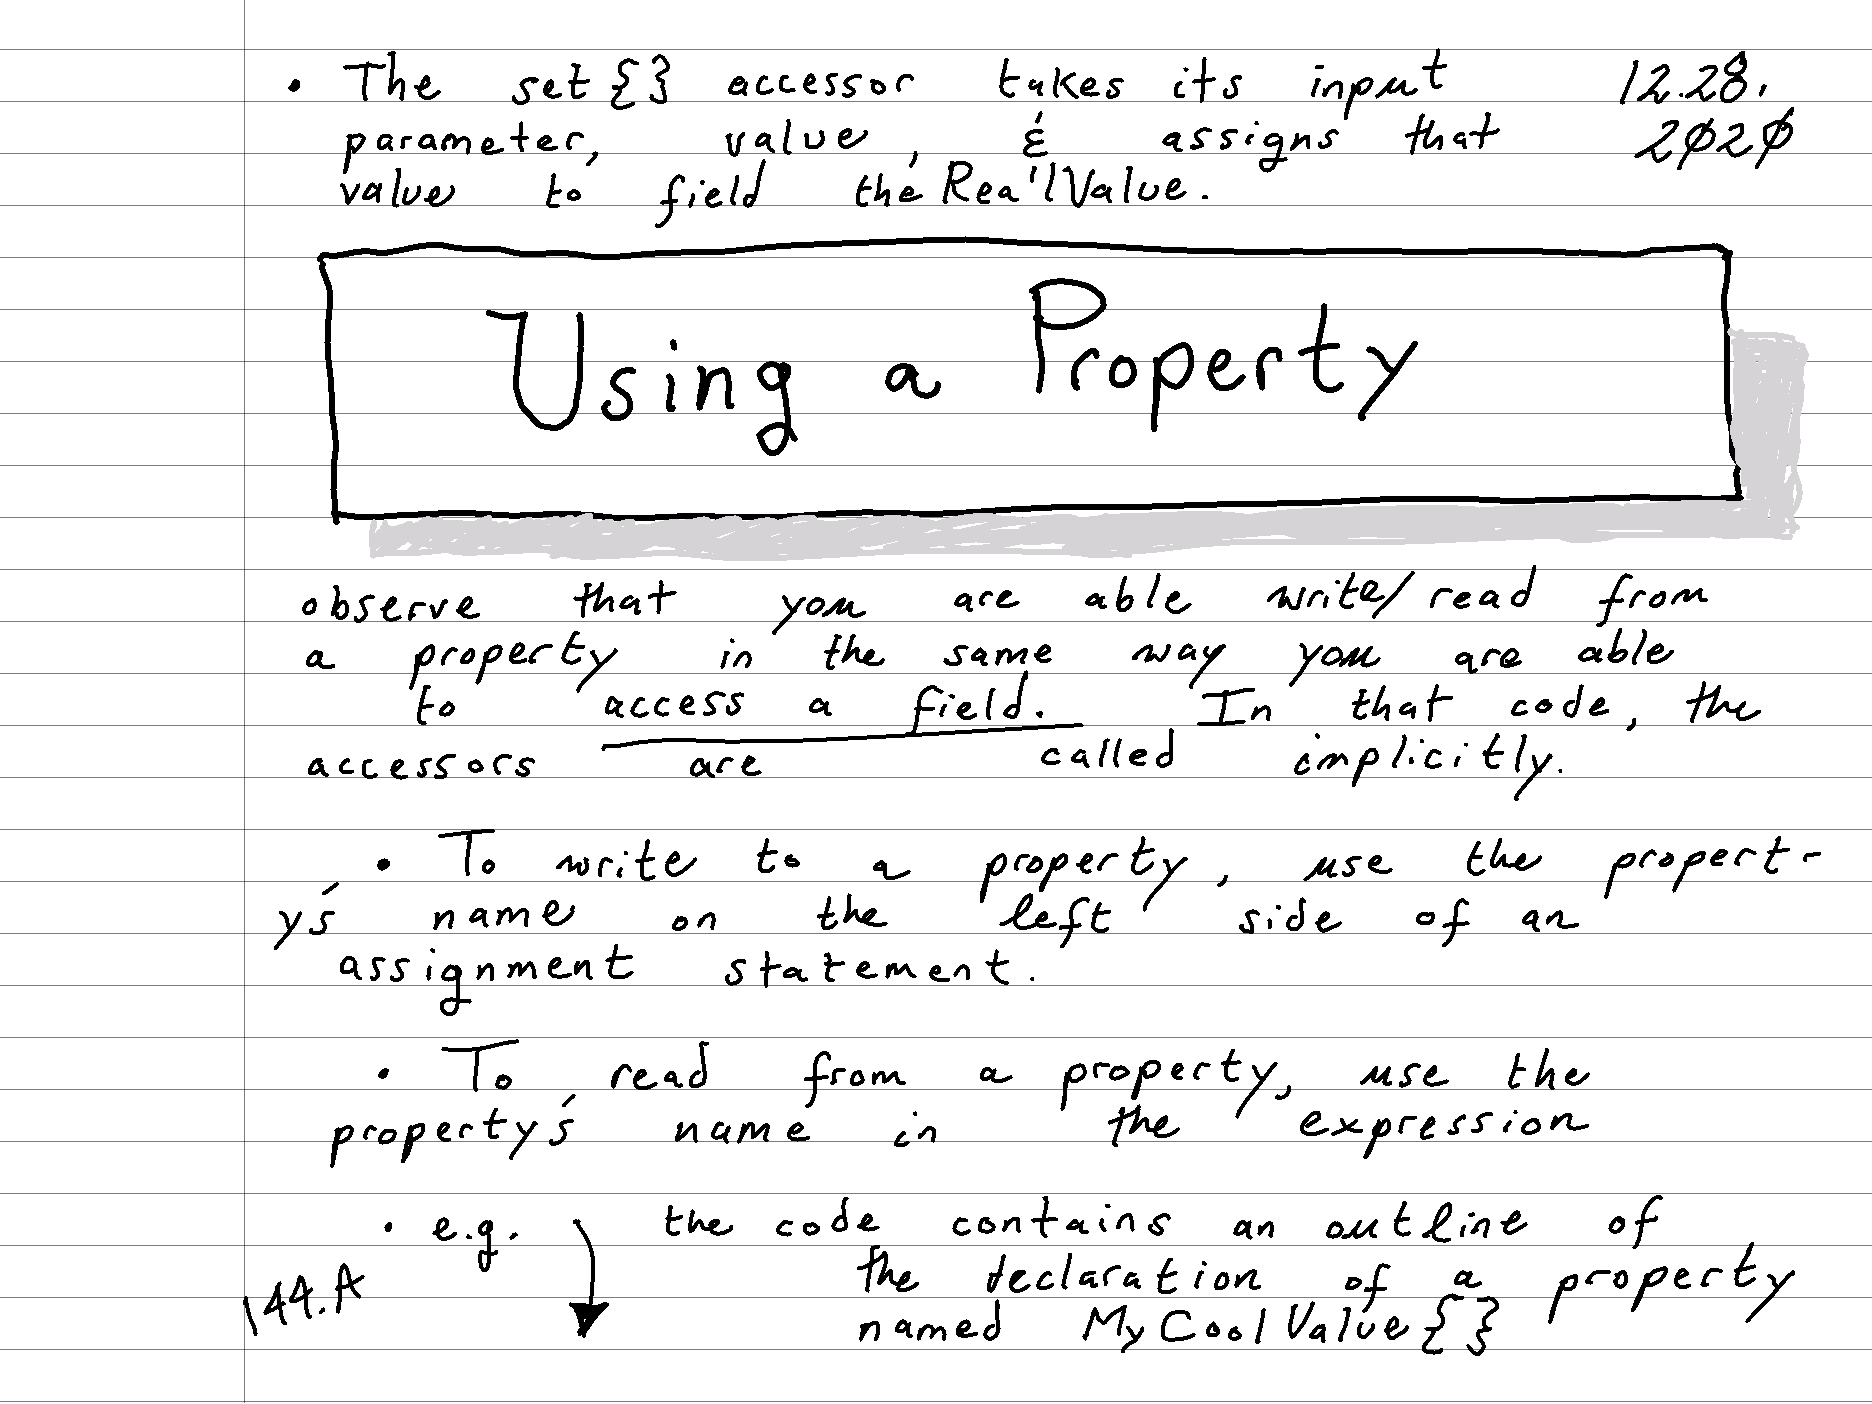 • The set{} accessor takes its input 12.28.
parameter, value, & assigns that 2020
value to field theRea'lValue.
Using a Property
observe that you are able write/read from
a property in the same way you are able
to access a field. In that code, the
accessors are called implicitly.
• To write to a property, use the propert-
y's name on the left side of an
assignment statement.
• To read from a property, use the
property's name in the expression
• e.g. the code contains an outline of
the declaration of a property
144.A
named MyCoolValue{}